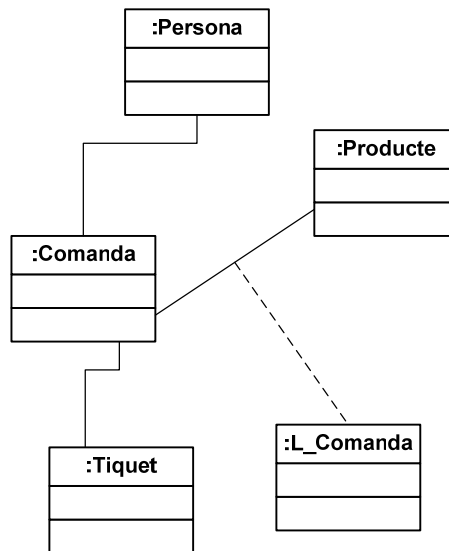 :Persona
:Producte
:Comanda
:L_Comanda
:Tiquet